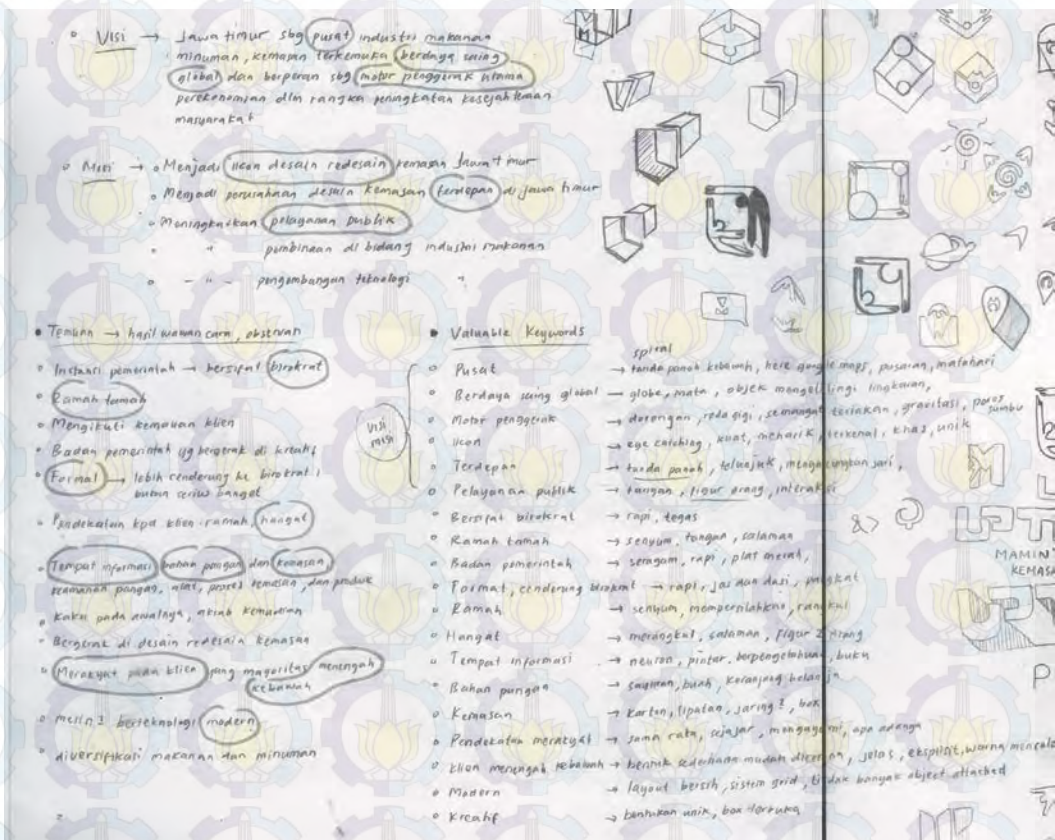 Visi → Jawa timur sbg pusat industri makanan
minuman, kemasan terkemuka berdaya saing
global dan berperan sbg motor penggerak utama
perekonomian dlm rangka peningkatan kesejahteraan
masyarakat
Misi → Menjadi icon desain redesain kemasan Jawa timur
Menjadi perusahaan desain kemasan terdepan di jawa timur
Meningkatkan pelayanan publik
" pembinaan di bidang industri makanan
- " - pengembangan teknologi "
Temuan → hasil wawancara, observasi
Instansi pemerintah → bersifat birokrat
Ramah tamah
Mengikuti kemauan klien
Badan pemerintah yg bergerak di kreatif
Formal → lebih cenderung ke birokrat,
bukan serius banget
Pendekatan kpd klien ramah, hangat
Tempat informasi bahan pangan dan kemasan,
keamanan pangan, alat, proses kemasan, dan produk
Kaku pada awalnya, akrab kemudian
Bergerak di desain redesain kemasan
Merakyat pada klien yang mayoritas menengah
kebawah
mesin2 berteknologi modern
diversifikasi makanan dan minuman
visi
misi
Valuable Keywords
spiral
Pusat → tanda panah kebawah, here google maps, pusaran, matahari
Berdaya saing global → globe, mata, objek mengelilingi lingkaran,
Motor penggerak → dorongan, roda gigi, semangat teriakan, gravitasi, poros
sumbu
icon → eye catching, kuat, menarik, terkenal, khas, unik
Terdepan → tanda panah, telunjuk, mengacungkan jari,
Pelayanan publik → tangan, figur orang, interaksi
Bersifat birokrat → rapi, tegas
Ramah tamah → senyum, tangan, salaman
Badan pemerintah → seragam, rapi, plat merah,
Format, cenderung birokrat → rapi, jas dan dasi, pangkat
Ramah → senyum, mempersilahkan, rangkul
Hangat → merangkul, salaman, figur 2 orang
Tempat informasi → neuron, pintar, berpengetahuan, buku
Bahan pangan → sayuran, buah, keranjang belanja
Kemasan → karton, lipatan, jaring2, box
Pendekatan merakyat → sama rata, sejajar, mengayomi, apa adanya
klien menengah kebawah → bentuk sederhana mudah dicerna, jelas, eksplisit, warna
Modern → layout bersih, sistem grid, tidak banyak object attached
Kreatif → bentukan unik, box terbuka
&>
KEMASA